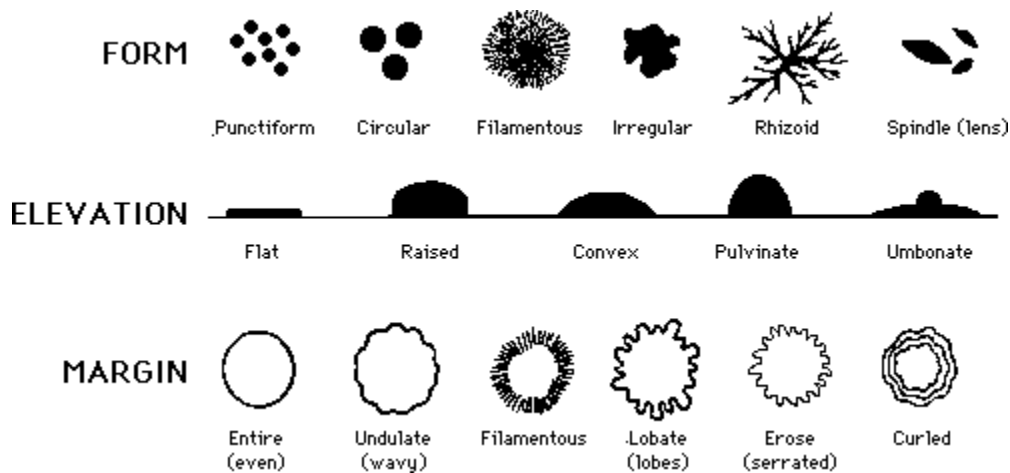 FORM
Punctiform Circular Filamentous Irregular Rhizoid Spindle (lens)
ELEVATION
Flat Raised Convex Pulvinate Umbonate
MARGIN
Entire Undulate Filamentous Lobate Erose Curled
(even) (wavy) (lobes) (serrated)